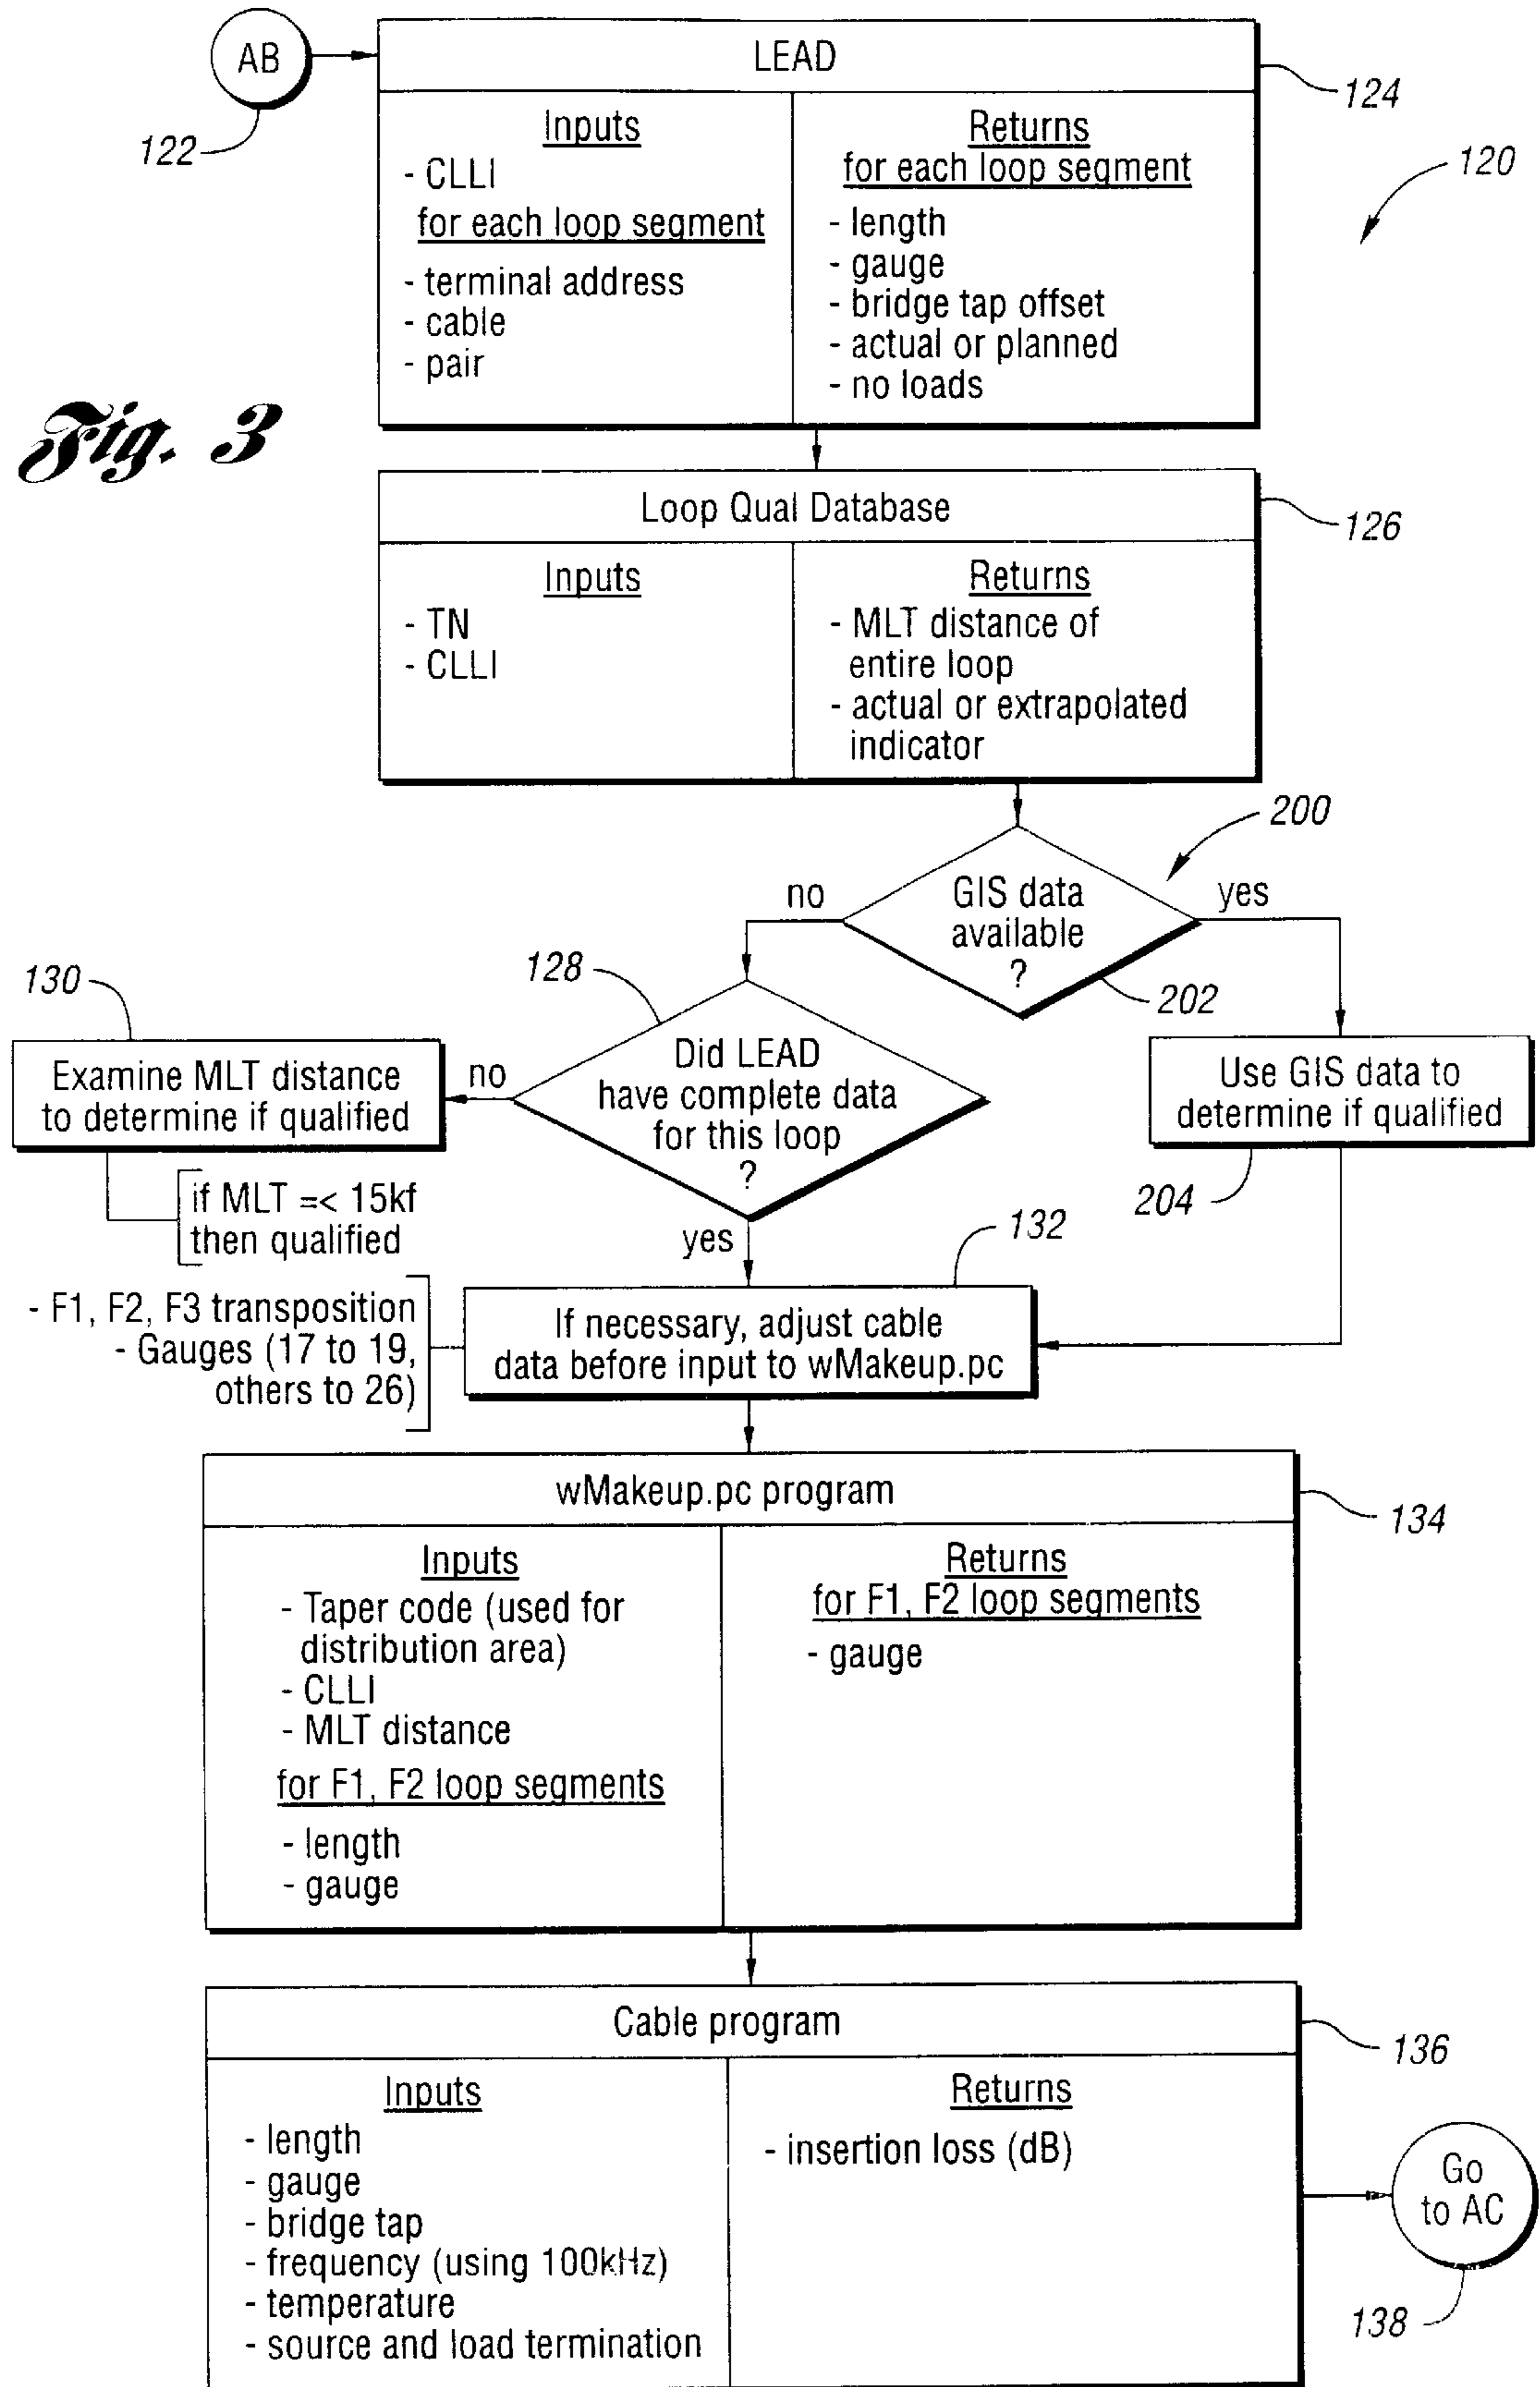 AB
122
LEAD
124
120
Inputs
- CLLI
for each loop segment
- terminal address
- cable
- pair
Returns
for each loop segment
- length
- gauge
- bridge tap offset
- actual or planned
- no loads
Fig. 3
Loop Qual Database
126
Inputs
- TN
- CLLI
Returns
- MLT distance of
entire loop
- actual or extrapolated
indicator
200
GIS data
available
?
no
yes
202
128
130
Did LEAD
have complete data
for this loop
?
no
yes
Examine MLT distance
to determine if qualified
if MLT =< 15kf
then qualified
Use GIS data to
determine if qualified
204
132
- F1, F2, F3 transposition
- Gauges (17 to 19,
others to 26)
If necessary, adjust cable
data before input to wMakeup.pc
wMakeup.pc program
134
Inputs
- Taper code (used for
distribution area)
- CLLI
- MLT distance
for F1, F2 loop segments
- length
- gauge
Returns
for F1, F2 loop segments
- gauge
Cable program
136
Inputs
- length
- gauge
- bridge tap
- frequency (using 100kHz)
- temperature
- source and load termination
Returns
- insertion loss (dB)
Go
to AC
138